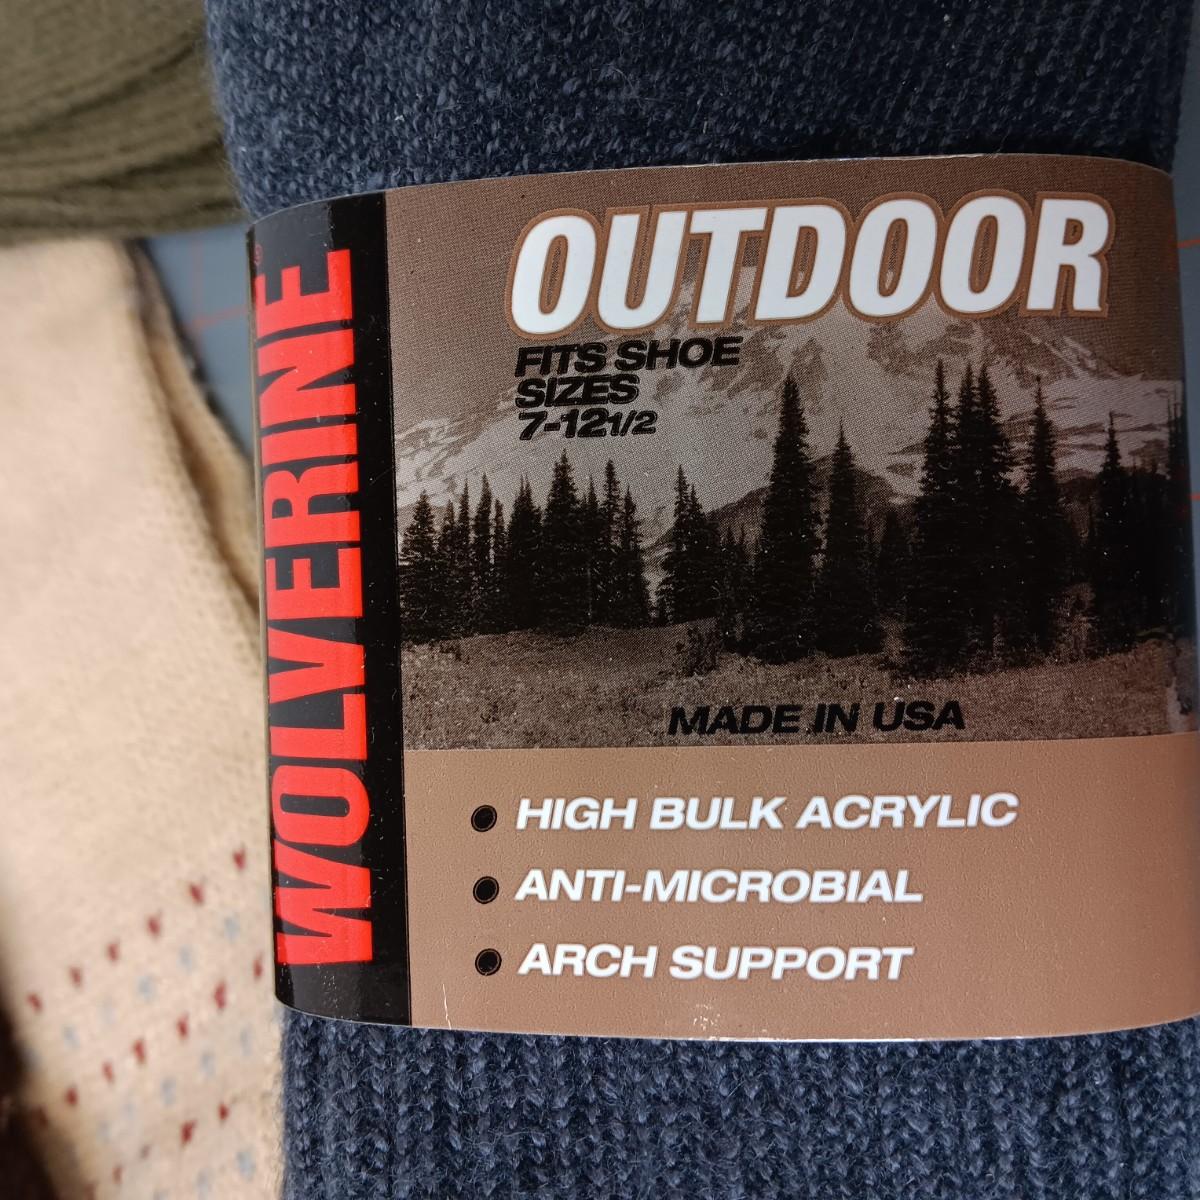 WOLVERINE®
OUTDOOR
FITS SHOE
SIZES
7-12 1/2
MADE IN USA
• HIGH BULK ACRYLIC
• ANTI-MICROBIAL
• ARCH SUPPORT